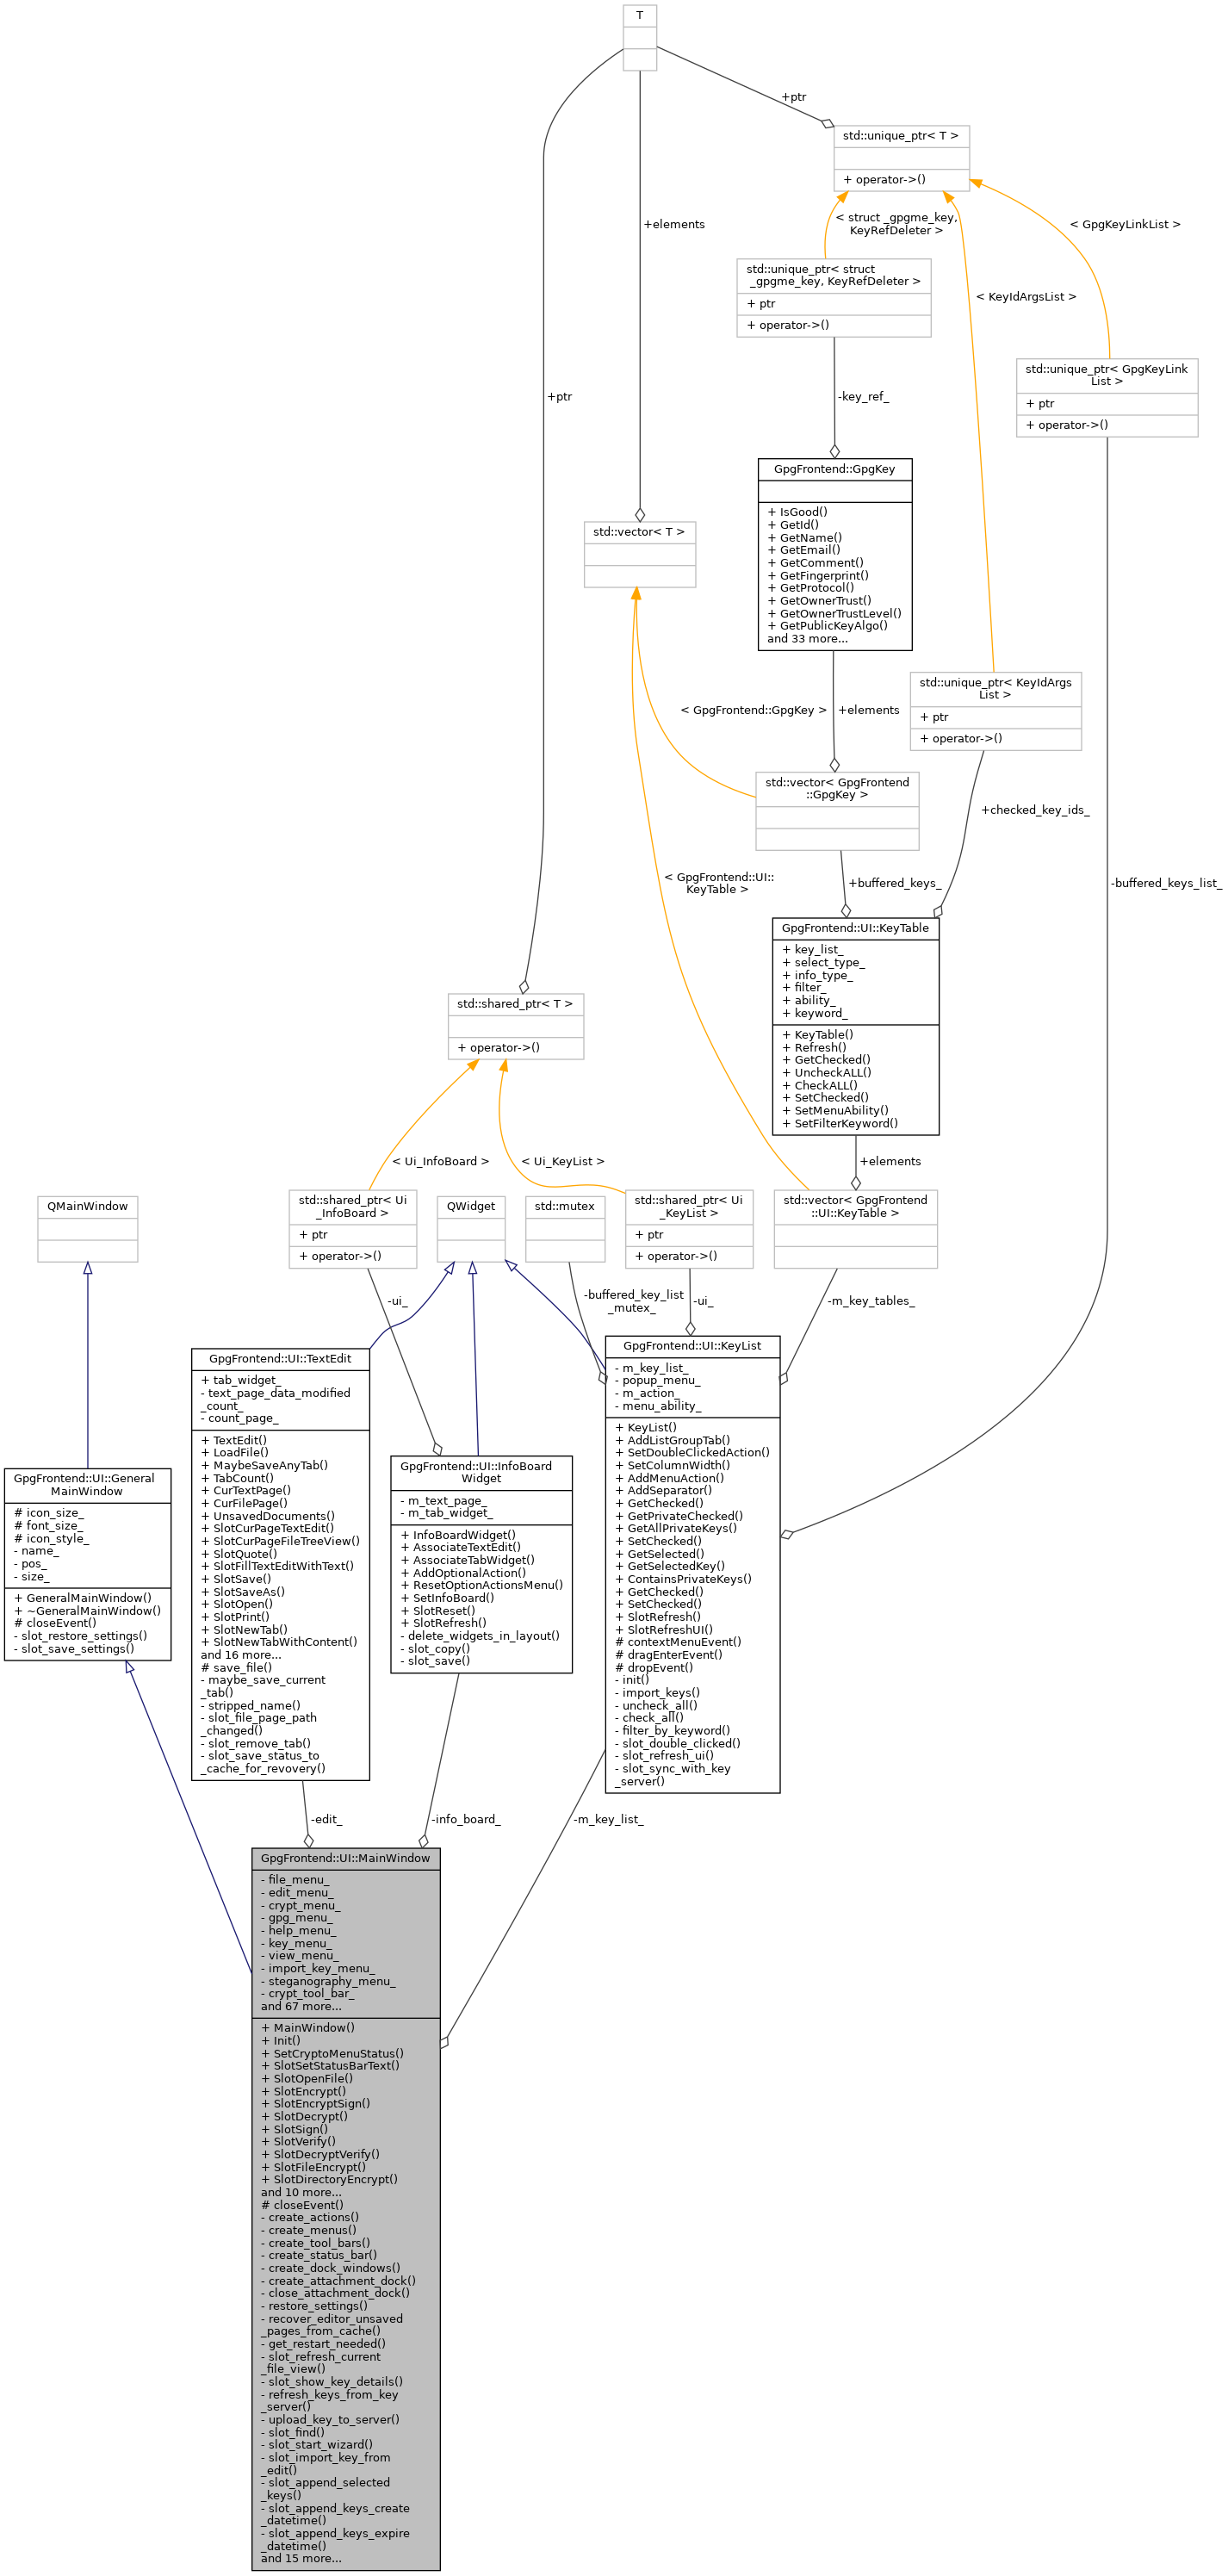 T
+ptr
std::unique_ptr< T >
+ operator->()
+elements
< struct _gpgme_key,
KeyRefDeleter >
< GpgKeyLinkList >
std::unique_ptr< struct
_gpgme_key, KeyRefDeleter >
+ ptr
+ operator->()
< KeyIdArgsList >
std::unique_ptr< GpgKeyLink
List >
+ ptr
+ operator->()
+ptr
-key_ref_
GpgFrontend::GpgKey
+ IsGood()
+ GetId()
+ GetName()
+ GetEmail()
+ GetComment()
+ GetFingerprint()
+ GetProtocol()
+ GetOwnerTrust()
+ GetOwnerTrustLevel()
+ GetPublicKeyAlgo()
and 33 more...
std::vector< T >
std::unique_ptr< KeyIdArgs
List >
+ ptr
+ operator->()
< GpgFrontend::GpgKey >
+elements
std::vector< GpgFrontend
::GpgKey >
+checked_key_ids_
< GpgFrontend::UI::
KeyTable >
+buffered_keys_
-buffered_keys_list_
GpgFrontend::UI::KeyTable
+ key_list_
+ select_type_
+ info_type_
+ filter_
+ ability_
+ keyword_
+ KeyTable()
+ Refresh()
+ GetChecked()
+ UncheckALL()
+ CheckALL()
+ SetChecked()
+ SetMenuAbility()
+ SetFilterKeyword()
std::shared_ptr< T >
+ operator->()
< Ui_InfoBoard >
< Ui_KeyList >
+elements
QMainWindow
std::shared_ptr< Ui
_InfoBoard >
+ ptr
+ operator->()
QWidget
std::mutex
std::shared_ptr< Ui
_KeyList >
+ ptr
+ operator->()
std::vector< GpgFrontend
::UI::KeyTable >
-ui_
-buffered_key_list
_mutex_
-ui_
-m_key_tables_
GpgFrontend::UI::TextEdit
+ tab_widget_
- text_page_data_modified
_count_
- count_page_
+ TextEdit()
+ LoadFile()
+ MaybeSaveAnyTab()
+ TabCount()
+ CurTextPage()
+ CurFilePage()
+ UnsavedDocuments()
+ SlotCurPageTextEdit()
+ SlotCurPageFileTreeView()
+ SlotQuote()
+ SlotFillTextEditWithText()
+ SlotSave()
+ SlotSaveAs()
+ SlotOpen()
+ SlotPrint()
+ SlotNewTab()
+ SlotNewTabWithContent()
and 16 more...
# save_file()
- maybe_save_current
_tab()
- stripped_name()
- slot_file_page_path
_changed()
- slot_remove_tab()
- slot_save_status_to
_cache_for_revovery()
GpgFrontend::UI::KeyList
- m_key_list_
- popup_menu_
- m_action_
- menu_ability_
+ KeyList()
+ AddListGroupTab()
+ SetDoubleClickedAction()
+ SetColumnWidth()
+ AddMenuAction()
+ AddSeparator()
+ GetChecked()
+ GetPrivateChecked()
+ GetAllPrivateKeys()
+ SetChecked()
+ GetSelected()
+ GetSelectedKey()
+ ContainsPrivateKeys()
+ GetChecked()
+ SetChecked()
+ SlotRefresh()
+ SlotRefreshUI()
# contextMenuEvent()
# dragEnterEvent()
# dropEvent()
- init()
- import_keys()
- uncheck_all()
- check_all()
- filter_by_keyword()
- slot_double_clicked()
- slot_refresh_ui()
- slot_sync_with_key
_server()
GpgFrontend::UI::General
MainWindow
# icon_size_
# font_size_
# icon_style_
- name_
- pos_
- size_
+ GeneralMainWindow()
+ ~GeneralMainWindow()
# closeEvent()
- slot_restore_settings()
- slot_save_settings()
GpgFrontend::UI::InfoBoard
Widget
- m_text_page_
- m_tab_widget_
+ InfoBoardWidget()
+ AssociateTextEdit()
+ AssociateTabWidget()
+ AddOptionalAction()
+ ResetOptionActionsMenu()
+ SetInfoBoard()
+ SlotReset()
+ SlotRefresh()
- delete_widgets_in_layout()
- slot_copy()
- slot_save()
-edit_
-info_board_
-m_key_list_
GpgFrontend::UI::MainWindow
- file_menu_
- edit_menu_
- crypt_menu_
- gpg_menu_
- help_menu_
- key_menu_
- view_menu_
- import_key_menu_
- steganography_menu_
- crypt_tool_bar_
and 67 more...
+ MainWindow()
+ Init()
+ SetCryptoMenuStatus()
+ SlotSetStatusBarText()
+ SlotOpenFile()
+ SlotEncrypt()
+ SlotEncryptSign()
+ SlotDecrypt()
+ SlotSign()
+ SlotVerify()
+ SlotDecryptVerify()
+ SlotFileEncrypt()
+ SlotDirectoryEncrypt()
and 10 more...
# closeEvent()
- create_actions()
- create_menus()
- create_tool_bars()
- create_status_bar()
- create_dock_windows()
- create_attachment_dock()
- close_attachment_dock()
- restore_settings()
- recover_editor_unsaved
_pages_from_cache()
- get_restart_needed()
- slot_refresh_current
_file_view()
- slot_show_key_details()
- refresh_keys_from_key
_server()
- upload_key_to_server()
- slot_find()
- slot_start_wizard()
- slot_import_key_from
_edit()
- slot_append_selected
_keys()
- slot_append_keys_create
_datetime()
- slot_append_keys_expire
_datetime()
and 15 more...